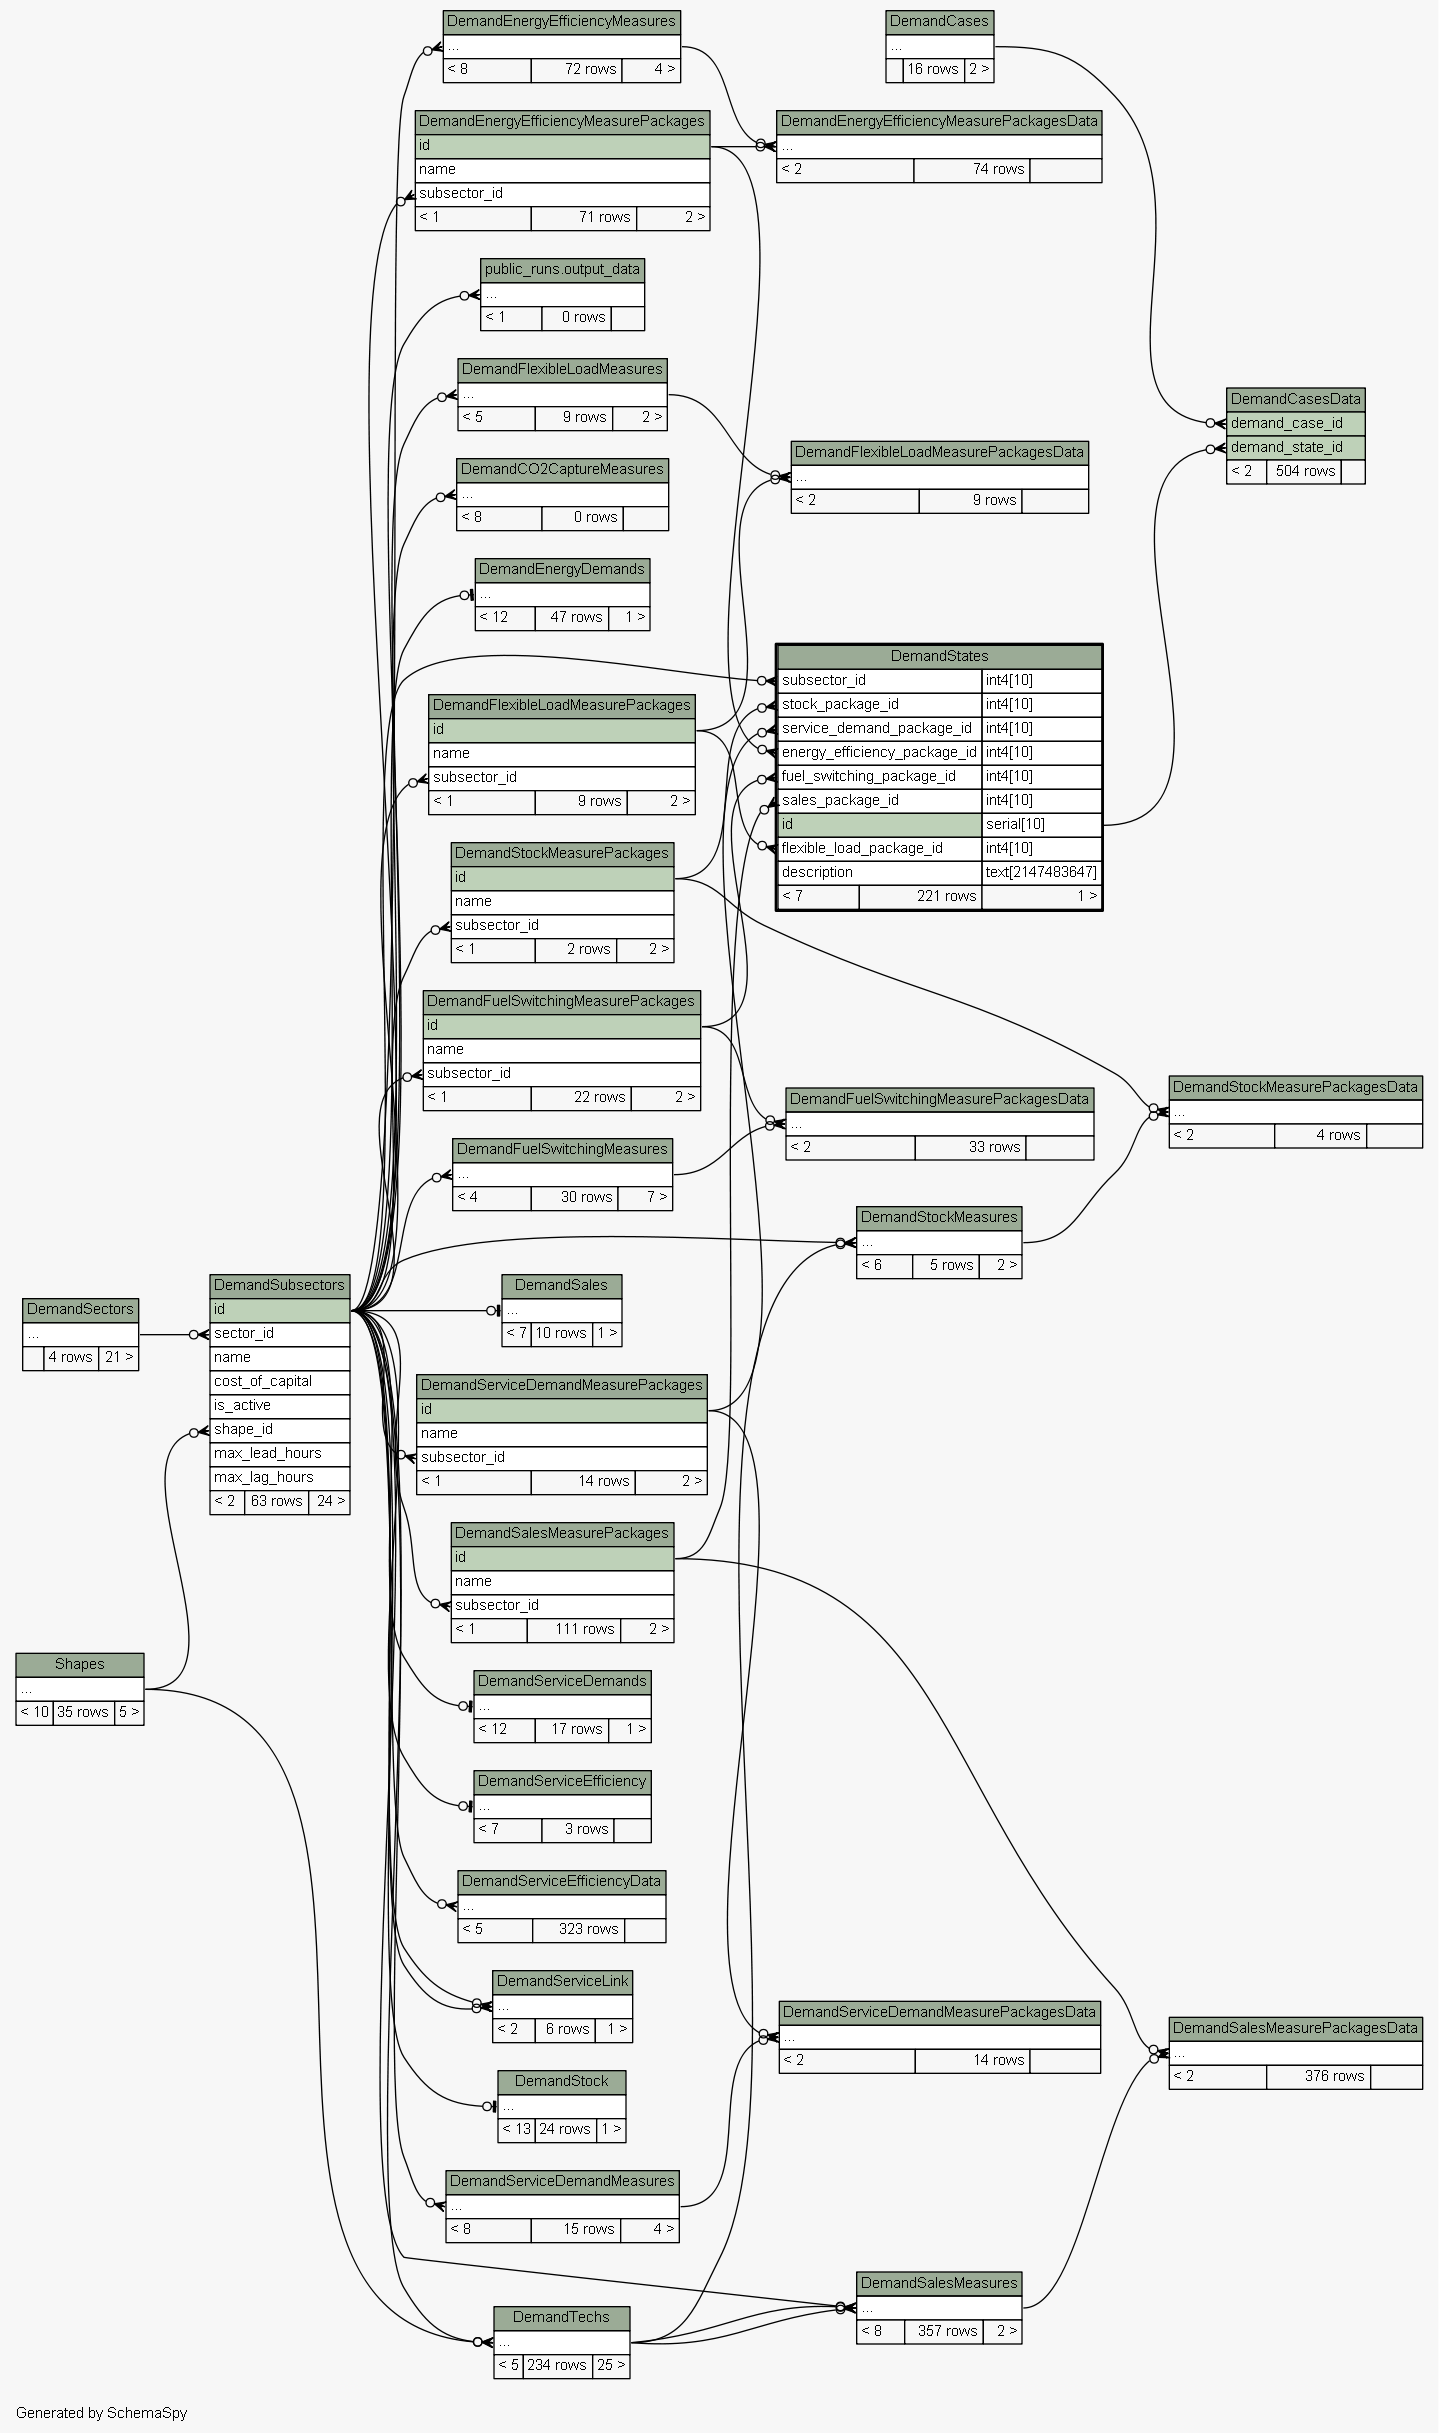 DemandEnergyEfficiencyMeasures
...
< 8 72 rows 4 >
DemandCases
...
16 rows 2 >
DemandEnergyEfficiencyMeasurePackages
id
name
subsector_id
< 1 71 rows 2 >
DemandEnergyEfficiencyMeasurePackagesData
...
< 2 74 rows
public_runs.output_data
...
< 1 0 rows
DemandFlexibleLoadMeasures
...
< 5 9 rows 2 >
DemandCasesData
demand_case_id
demand_state_id
< 2 504 rows
DemandFlexibleLoadMeasurePackagesData
...
< 2 9 rows
DemandCO2CaptureMeasures
...
< 8 0 rows
DemandEnergyDemands
...
< 12 47 rows 1 >
DemandStates
subsector_id int4[10]
stock_package_id int4[10]
service_demand_package_id int4[10]
energy_efficiency_package_id int4[10]
fuel_switching_package_id int4[10]
sales_package_id int4[10]
id serial[10]
flexible_load_package_id int4[10]
description text[2147483647]
< 7 221 rows 1 >
DemandFlexibleLoadMeasurePackages
id
name
subsector_id
< 1 9 rows 2 >
DemandStockMeasurePackages
id
name
subsector_id
< 1 2 rows 2 >
DemandFuelSwitchingMeasurePackages
id
name
subsector_id
< 1 22 rows 2 >
DemandFuelSwitchingMeasurePackagesData
...
< 2 33 rows
DemandStockMeasurePackagesData
...
< 2 4 rows
DemandFuelSwitchingMeasures
...
< 4 30 rows 7 >
DemandStockMeasures
...
< 6 5 rows 2 >
DemandSectors
...
4 rows 21 >
DemandSubsectors
id
sector_id
name
cost_of_capital
is_active
shape_id
max_lead_hours
max_lag_hours
< 2 63 rows 24 >
DemandSales
...
< 7 10 rows 1 >
DemandServiceDemandMeasurePackages
id
name
subsector_id
< 1 14 rows 2 >
DemandSalesMeasurePackages
id
name
subsector_id
< 1 111 rows 2 >
Shapes
...
< 10 35 rows 5 >
DemandServiceDemands
...
< 12 17 rows 1 >
DemandServiceEfficiency
...
< 7 3 rows
DemandServiceEfficiencyData
...
< 5 323 rows
DemandServiceLink
...
< 2 6 rows 1 >
DemandServiceDemandMeasurePackagesData
...
< 2 14 rows
DemandSalesMeasurePackagesData
...
< 2 376 rows
DemandStock
...
< 13 24 rows 1 >
DemandServiceDemandMeasures
...
< 8 15 rows 4 >
DemandSalesMeasures
...
< 8 357 rows 2 >
DemandTechs
...
< 5 234 rows 25 >
Generated by SchemaSpy